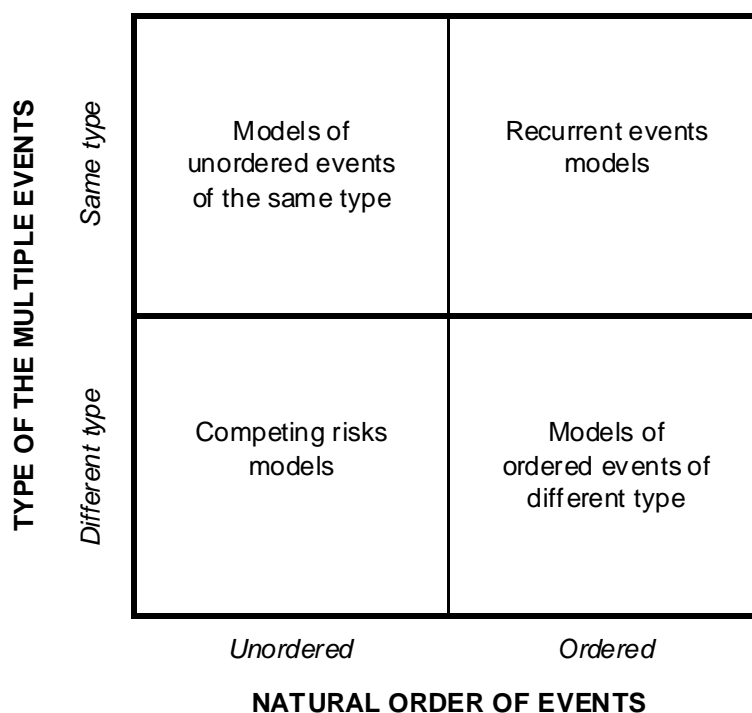 TYPE OF THE MULTIPLE EVENTS
Same type
Models of
unordered events
of the same type
Recurrent events
models
Different type
Competing risks
models
Models of
ordered events of
different type
Unordered
Ordered
NATURAL ORDER OF EVENTS